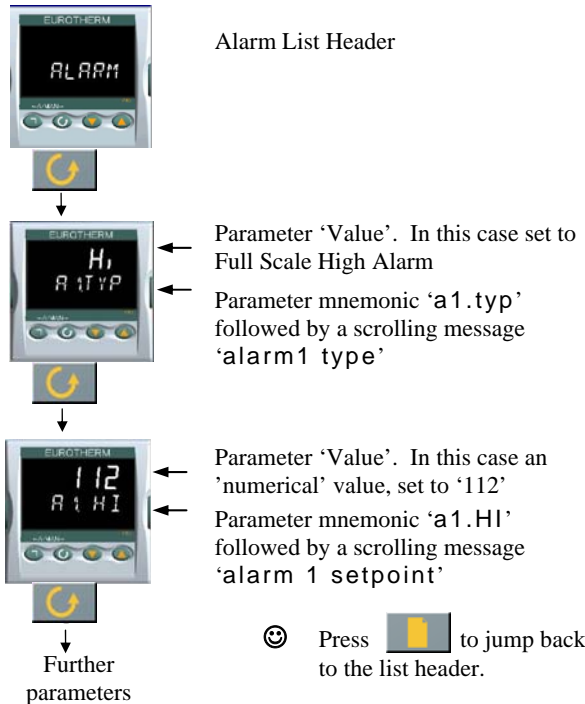 EUROTHERM
ALARM
Alarm List Header
EUROTHERM
Hi
A1TYP
Parameter ‘Value’. In this case set to
Full Scale High Alarm
Parameter mnemonic ‘a1.typ’
followed by a scrolling message
‘alarm1 type’
EUROTHERM
112
A1.HI
Parameter ‘Value’. In this case an
’numerical’ value, set to ‘112’
Parameter mnemonic ‘a1.HI’
followed by a scrolling message
‘alarm 1 setpoint’
Press to jump back
to the list header.
Further
parameters